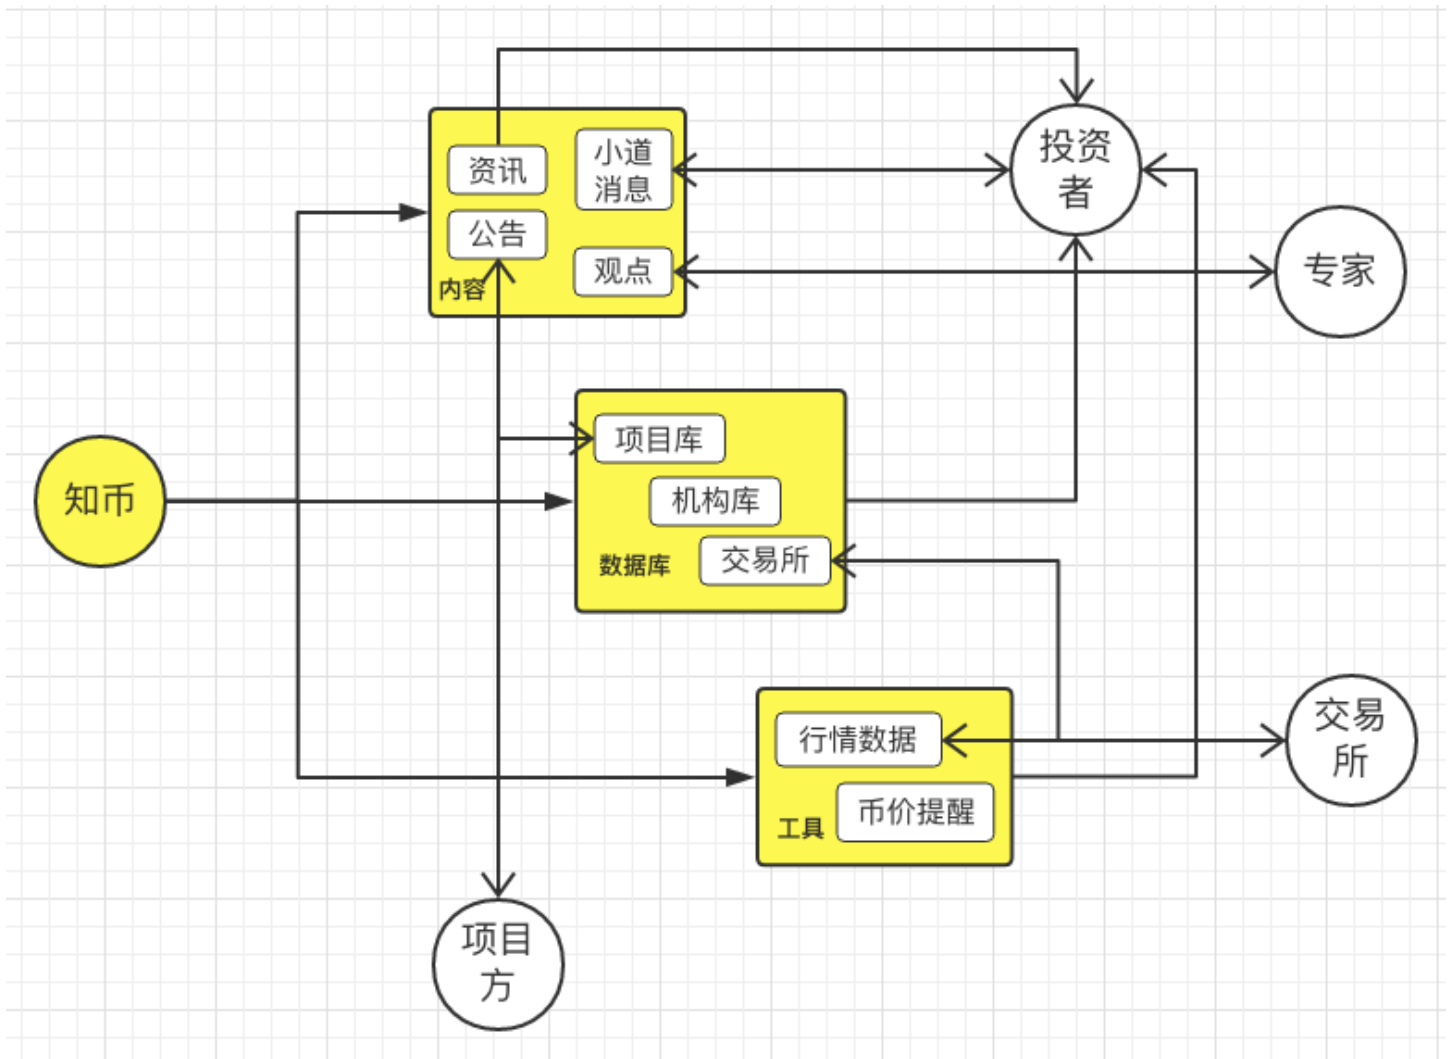 资讯
小道
消息
公告
观点
内容
投资
者
专家
知币
项目库
机构库
交易所
数据库
行情数据
币价提醒
工具
交易
所
项目
方